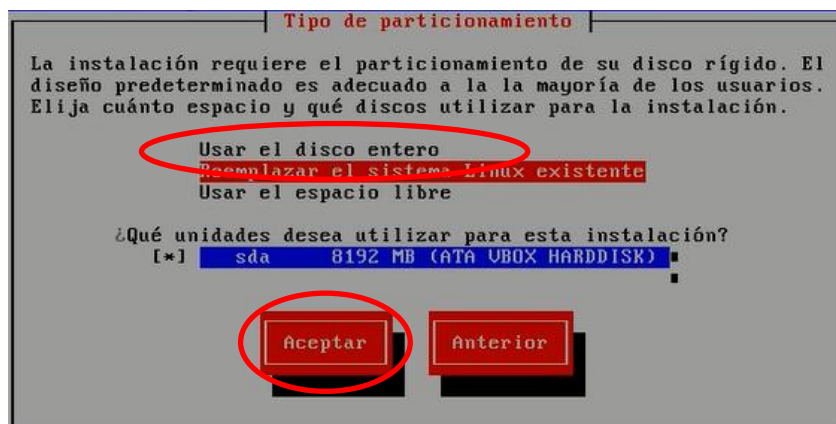 Tipo de particionamiento
La instalación requiere el particionamiento de su disco rígido. El
diseño predeterminado es adecuado a la la mayoría de los usuarios.
Elija cuánto espacio y qué discos utilizar para la instalación.
Usar el disco entero
Reemplazar el sistema Linux existente
Usar el espacio libre
¿Qué unidades desea utilizar para esta instalación?
[*] sda 8192 MB (ATA VBOX HARDDISK)
Aceptar Anterior